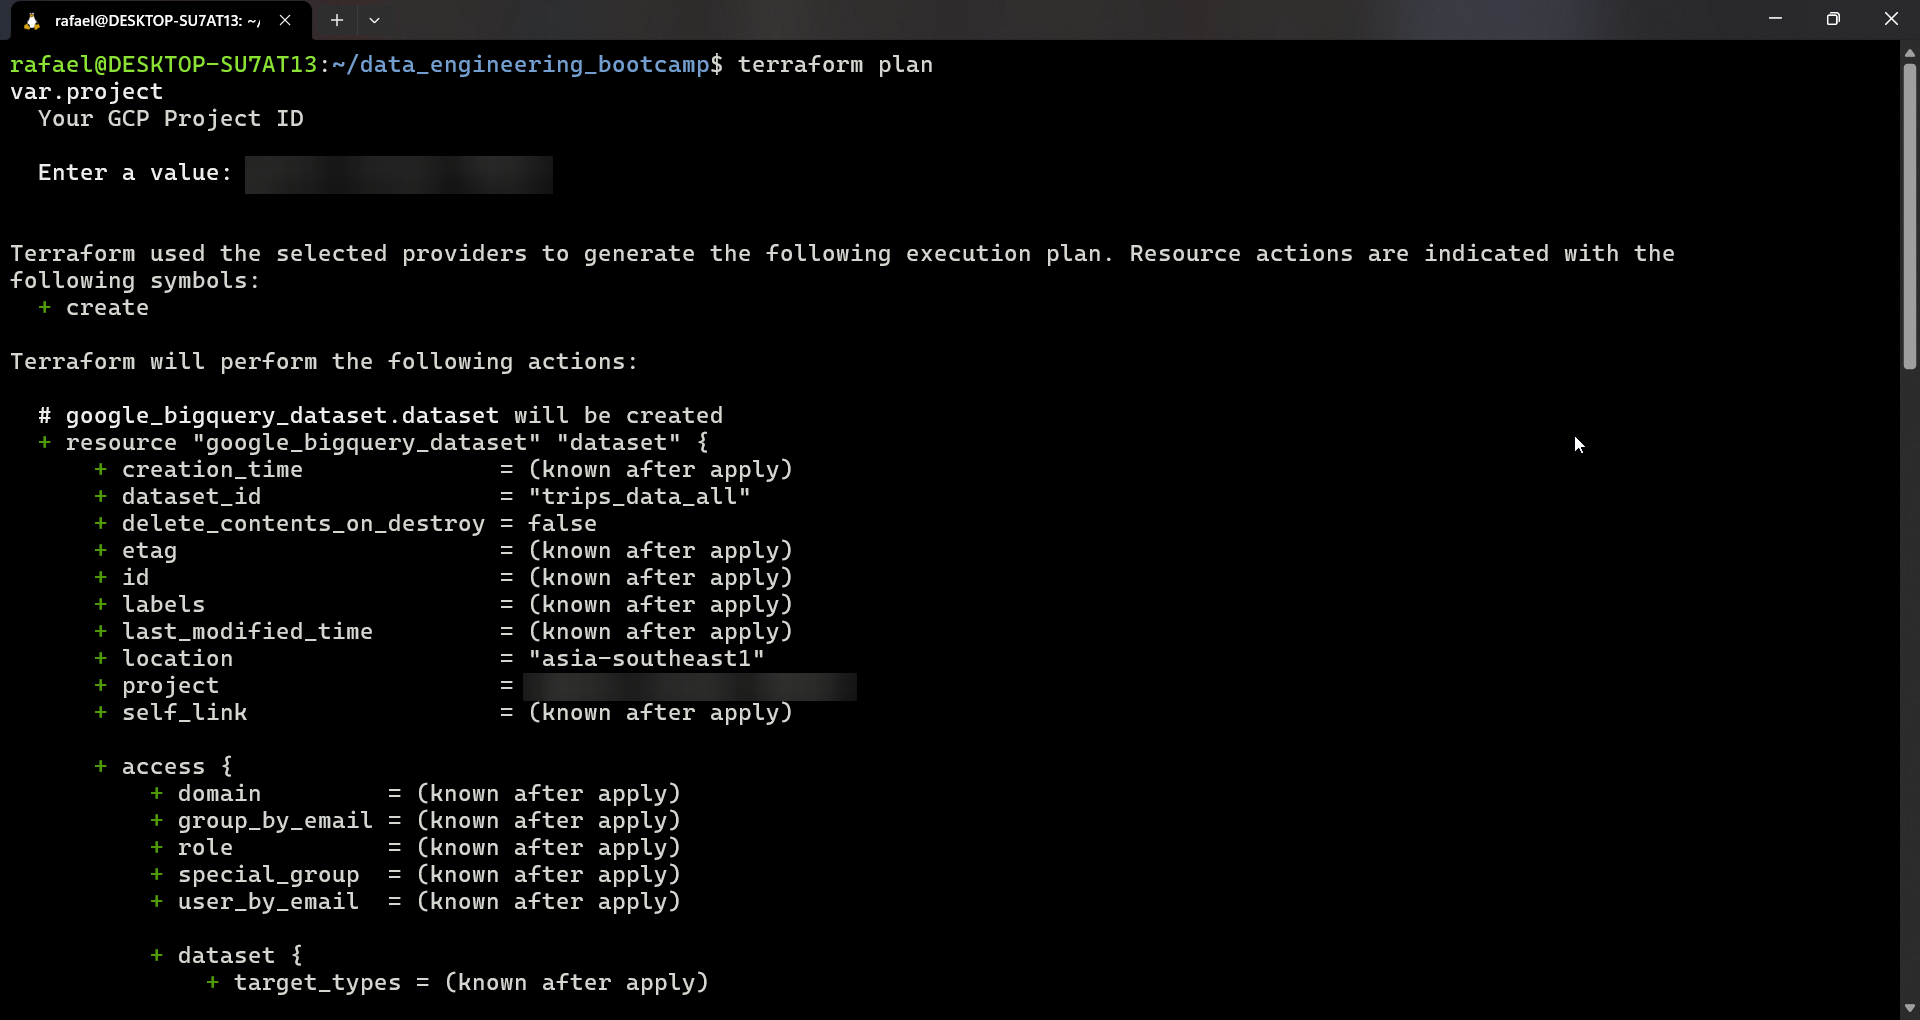 rafael@DESKTOP-SU7AT13: ~/
rafael@DESKTOP-SU7AT13:~/data_engineering_bootcamp$ terraform plan
var.project
  Your GCP Project ID

  Enter a value:

Terraform used the selected providers to generate the following execution plan. Resource actions are indicated with the
following symbols:
  + create

Terraform will perform the following actions:

  # google_bigquery_dataset.dataset will be created
  + resource "google_bigquery_dataset" "dataset" {
      + creation_time              = (known after apply)
      + dataset_id                 = "trips_data_all"
      + delete_contents_on_destroy = false
      + etag                       = (known after apply)
      + id                         = (known after apply)
      + labels                     = (known after apply)
      + last_modified_time         = (known after apply)
      + location                   = "asia-southeast1"
      + project                    =
      + self_link                  = (known after apply)

      + access {
          + domain         = (known after apply)
          + group_by_email = (known after apply)
          + role           = (known after apply)
          + special_group  = (known after apply)
          + user_by_email  = (known after apply)

          + dataset {
              + target_types = (known after apply)